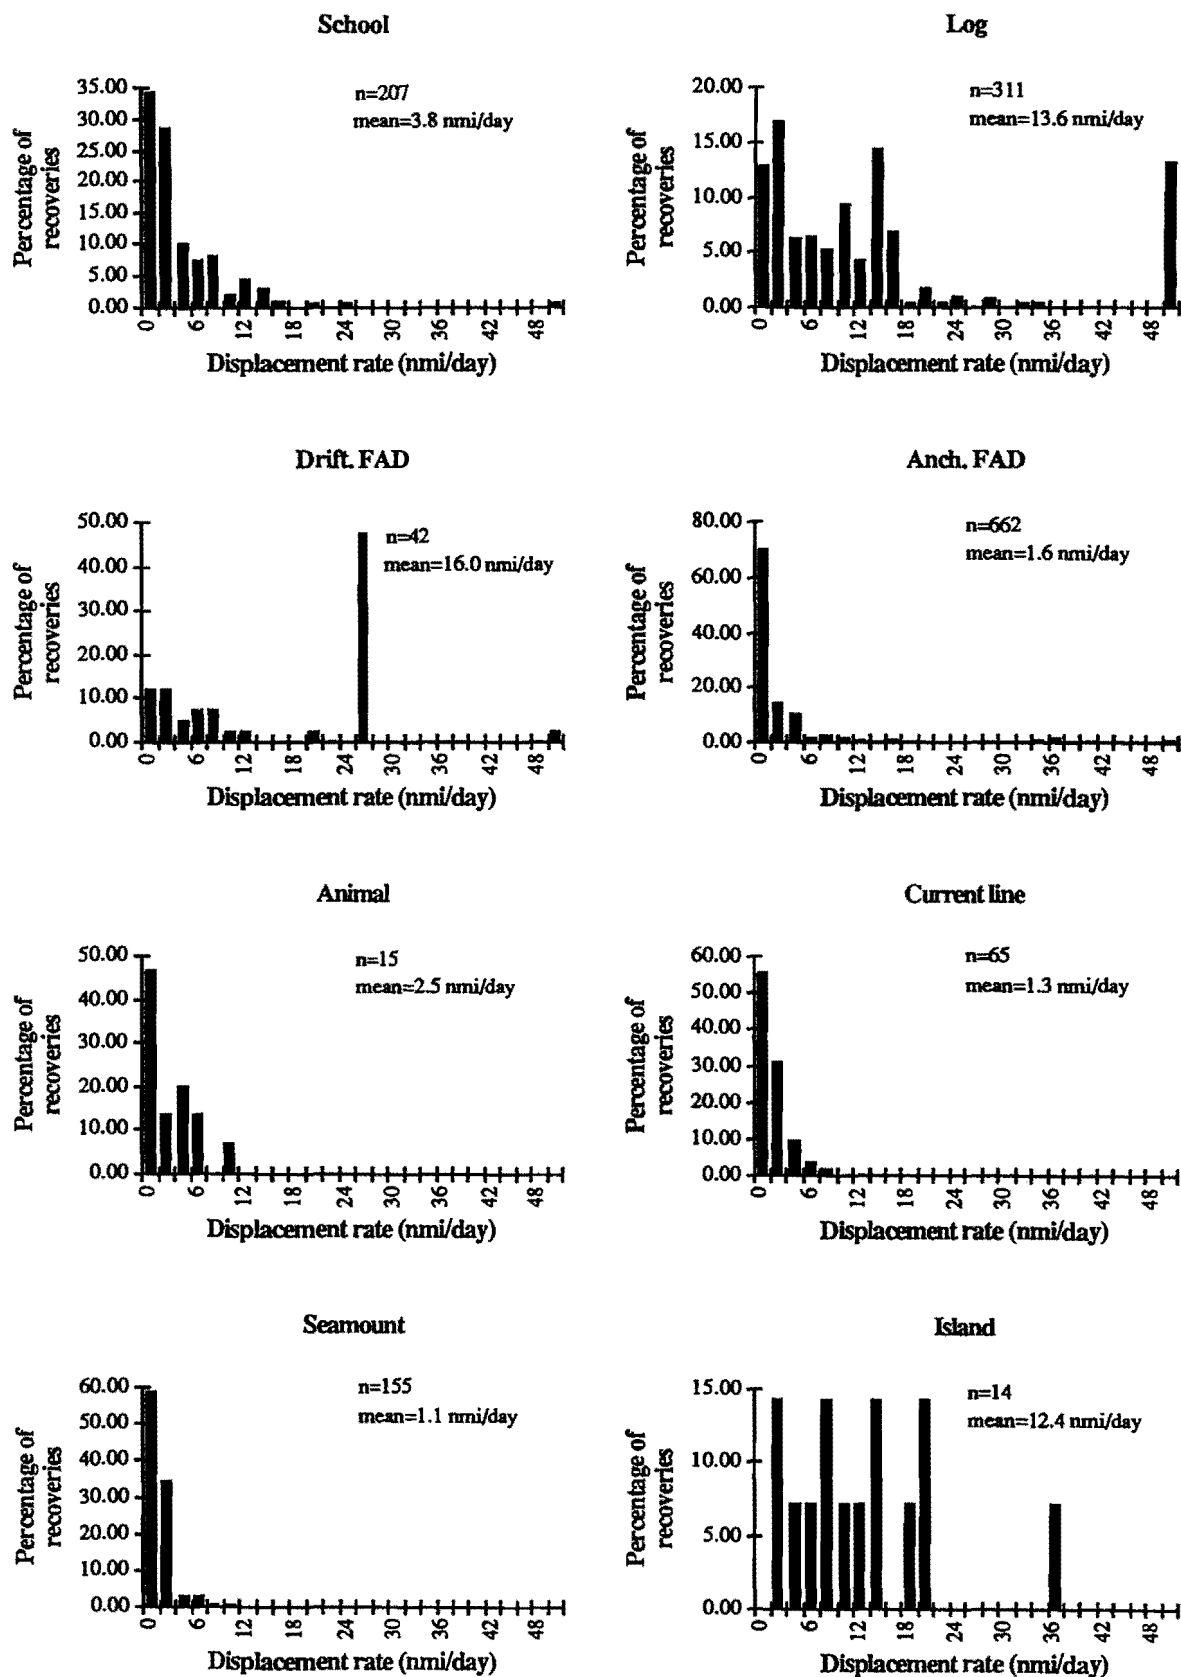 School
Percentage of
recoveries
35.00
30.00
25.00
20.00
15.00
10.00
5.00
0.00
n=207
mean=3.8 nmi/day
0 6 12 18 24 30 36 42 48
Displacement rate (nmi/day)
Log
Percentage of
recoveries
20.00
15.00
10.00
5.00
0.00
n=311
mean=13.6 nmi/day
0 6 12 18 24 30 36 42 48
Displacement rate (nmi/day)
Drift. FAD
Percentage of
recoveries
50.00
40.00
30.00
20.00
10.00
0.00
n=42
mean=16.0 nmi/day
0 6 12 18 24 30 36 42 48
Displacement rate (nmi/day)
Anch. FAD
Percentage of
recoveries
80.00
60.00
40.00
20.00
0.00
n=662
mean=1.6 nmi/day
0 6 12 18 24 30 36 42 48
Displacement rate (nmi/day)
Animal
Percentage of
recoveries
50.00
40.00
30.00
20.00
10.00
0.00
n=15
mean=2.5 nmi/day
0 6 12 18 24 30 36 42 48
Displacement rate (nmi/day)
Current line
Percentage of
recoveries
60.00
50.00
40.00
30.00
20.00
10.00
0.00
n=65
mean=1.3 nmi/day
0 6 12 18 24 30 36 42 48
Displacement rate (nmi/day)
Seamount
Percentage of
recoveries
60.00
50.00
40.00
30.00
20.00
10.00
0.00
n=155
mean=1.1 nmi/day
0 6 12 18 24 30 36 42 48
Displacement rate (nmi/day)
Island
Percentage of
recoveries
15.00
10.00
5.00
0.00
n=14
mean=12.4 nmi/day
0 6 12 18 24 30 36 42 48
Displacement rate (nmi/day)